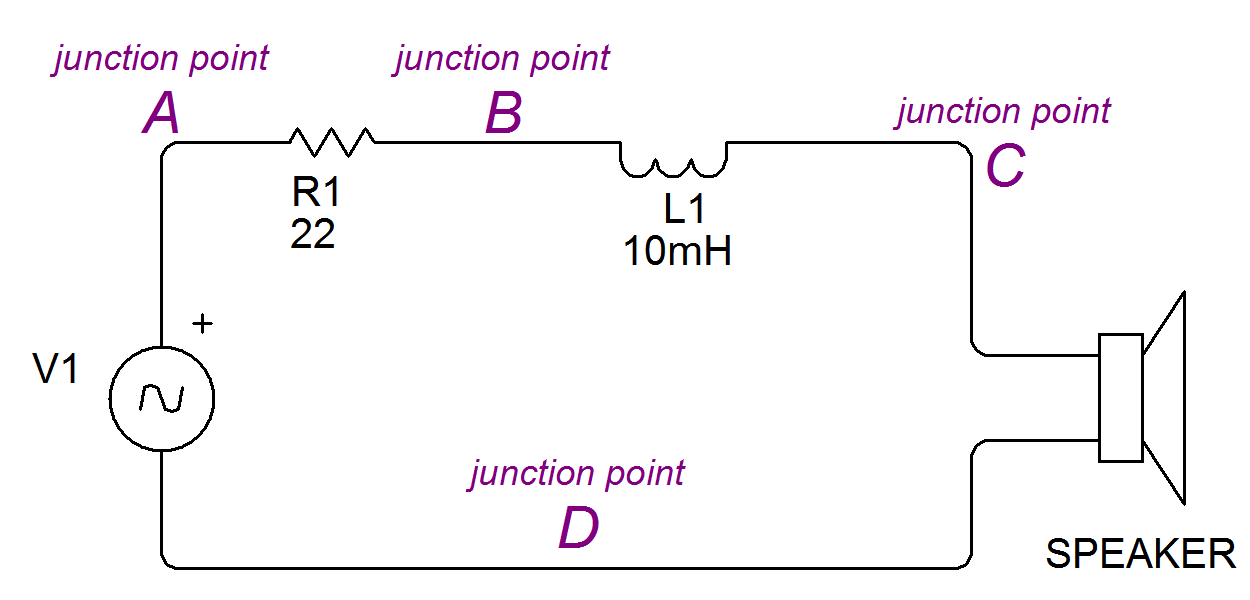 junction point
A
junction point
B
junction point
C
R1
22
L1
10mH
+
V1
junction point
D
SPEAKER